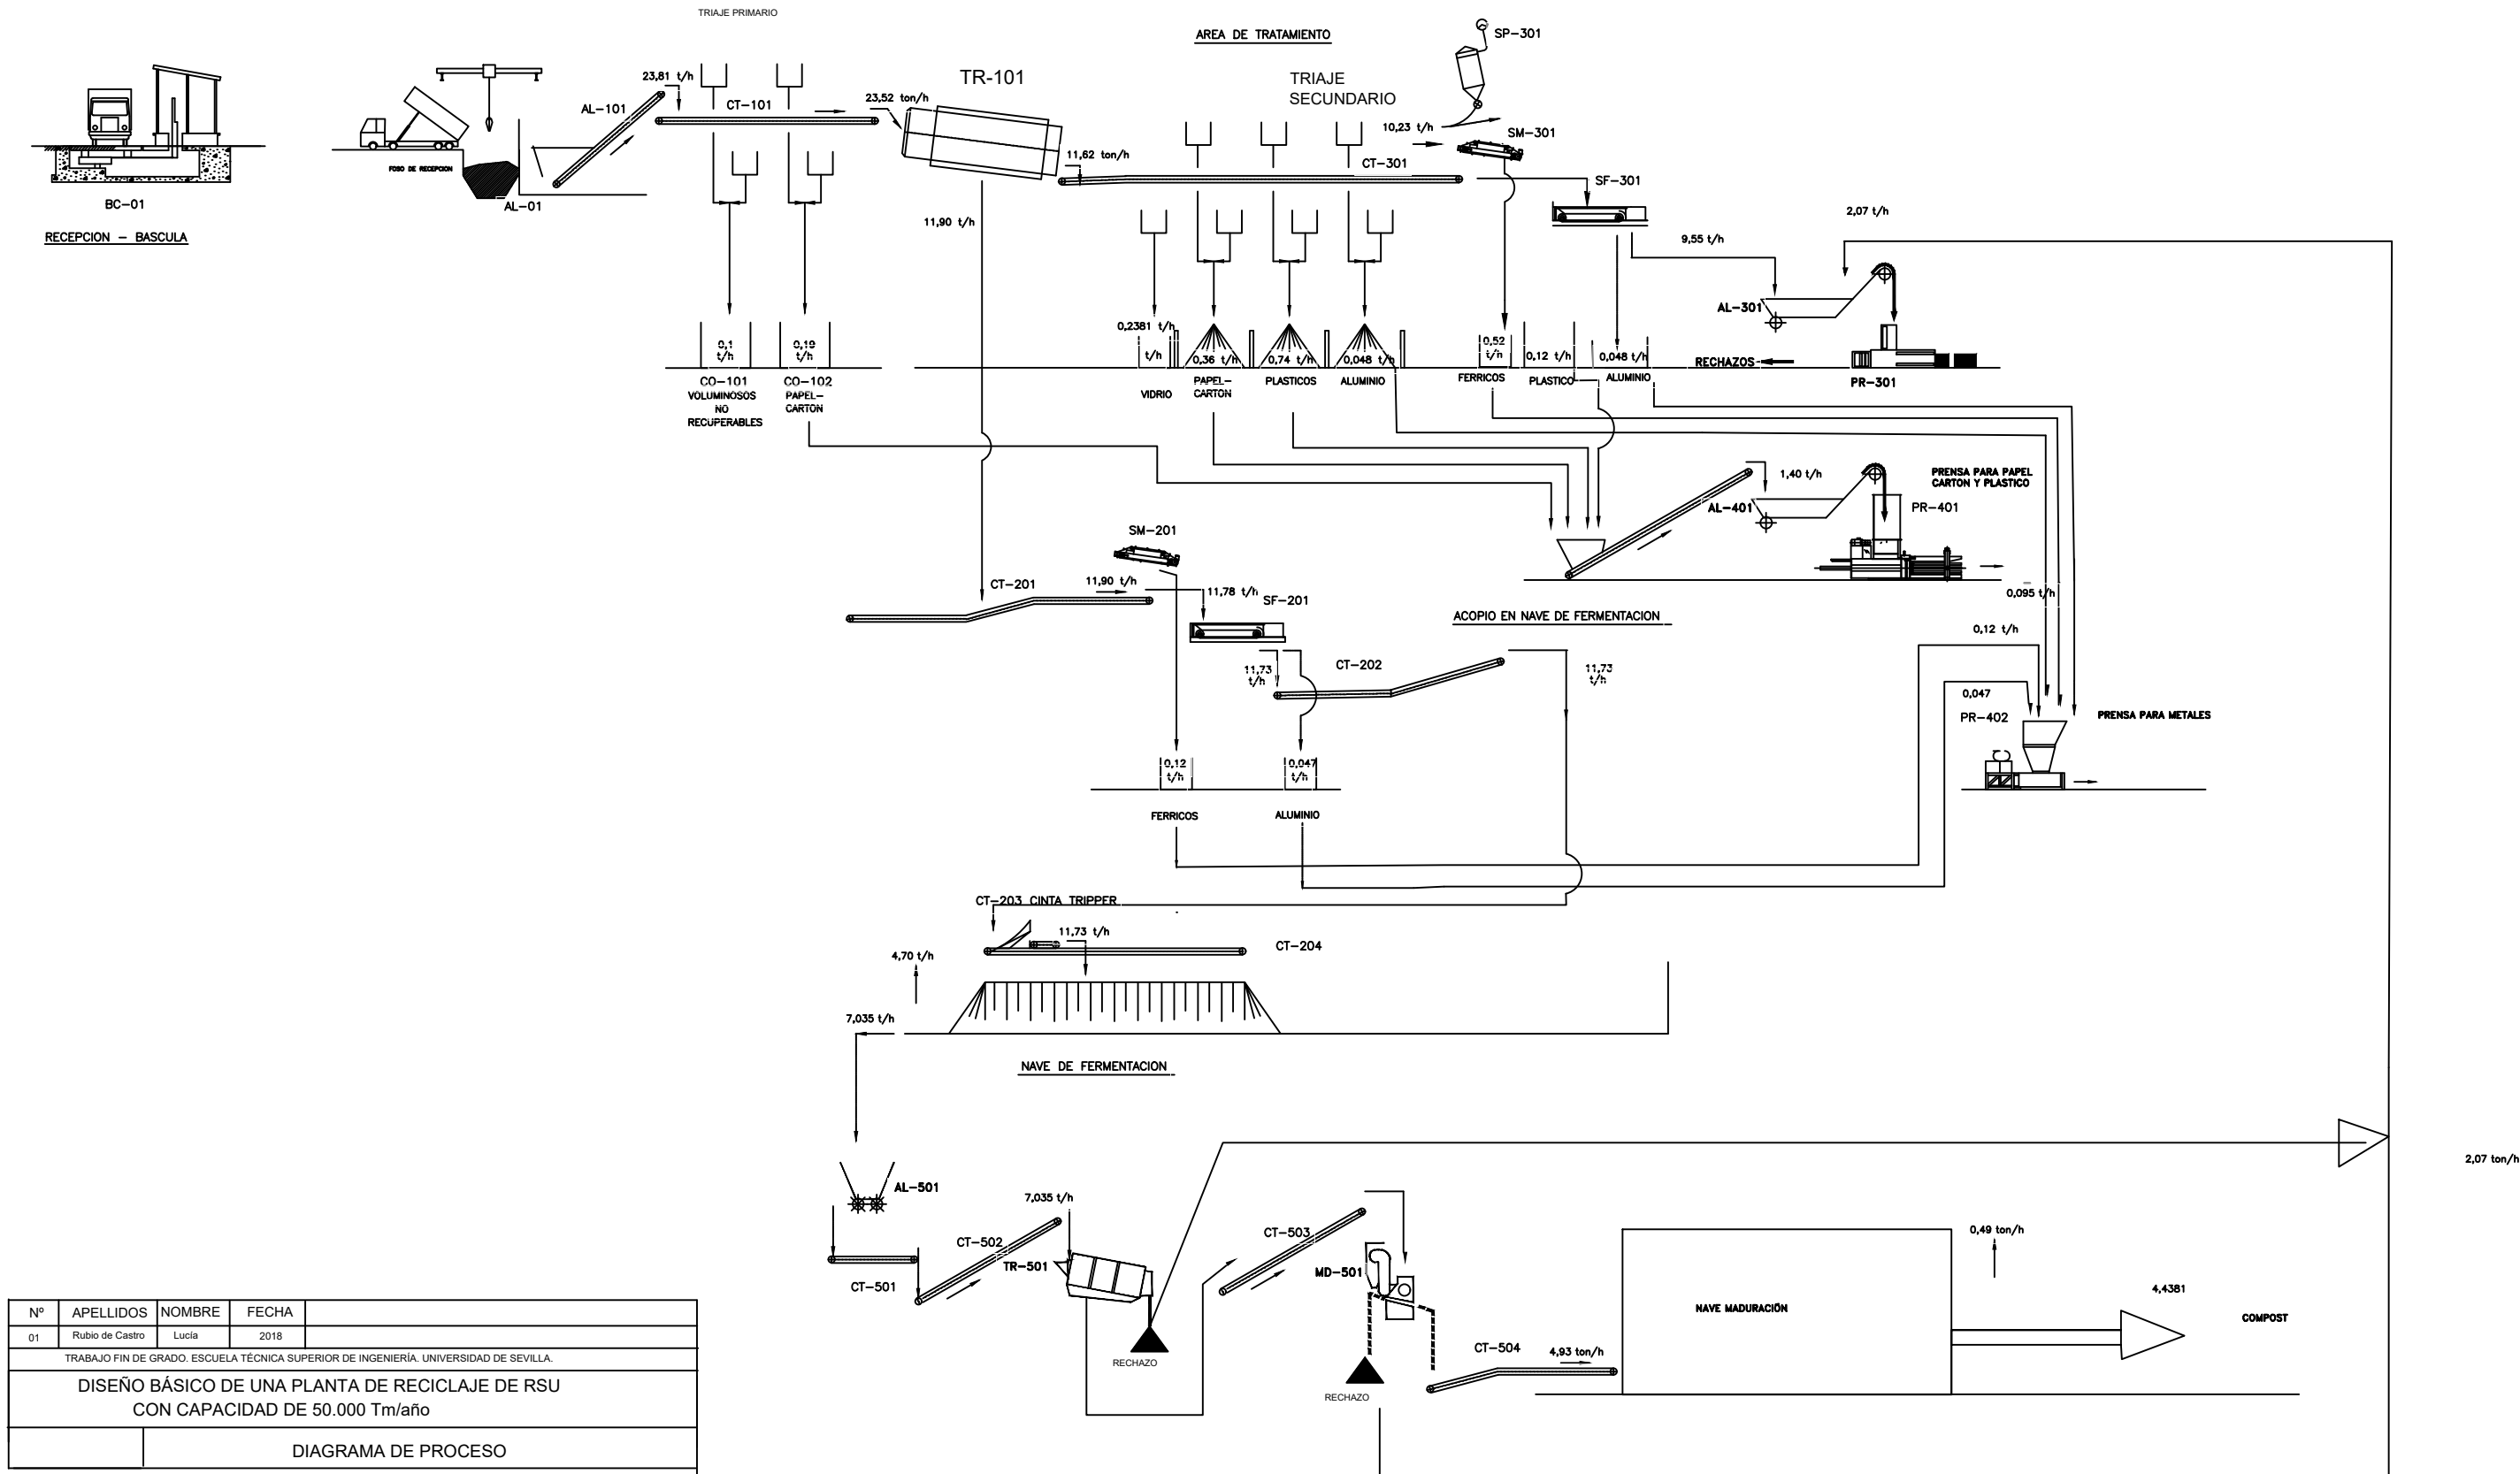 TRIAJE PRIMARIO
AREA DE TRATAMIENTO
SP-301
TR-101
TRIAJE
SECUNDARIO
23,81 t/h
AL-101
CT-101
23,52 ton/h
10,23 t/h
SM-301
11,62 ton/h
CT-301
FOSO DE RECEPCION
SF-301
BC-01
AL-01
RECEPCION - BASCULA
11,90 t/h
2,07 t/h
9,55 t/h
AL-301
0,1
t/h
0,19
t/h
0,2381 t/h
t/h
0,36 t/h
0,74 t/h
0,048 t/h
0,52
t/h
0,12 t/h
0,048 t/h
RECHAZOS
PR-301
CO-101
VOLUMINOSOS
NO
RECUPERABLES
CO-102
PAPEL-
CARTON
VIDRIO
PAPEL-
CARTON
PLASTICOS
ALUMINIO
FERRICOS
PLASTICO
ALUMINIO
1,40 t/h
PRENSA PARA PAPEL
CARTON Y PLASTICO
AL-401
PR-401
SM-201
CT-201
11,90 t/h
11,78 t/h
SF-201
0,095 t/h
ACOPIO EN NAVE DE FERMENTACION
0,12 t/h
11,73
t/h
CT-202
11,73
t/h
0,047
PR-402
PRENSA PARA METALES
0,12
t/h
0,047
t/h
FERRICOS
ALUMINIO
CT-203 CINTA TRIPPER
11,73 t/h
CT-204
4,70 t/h
7,035 t/h
NAVE DE FERMENTACION
2,07 ton/h
AL-501
7,035 t/h
CT-502
CT-503
0,49 ton/h
TR-501
MD-501
CT-501
4,4381
NAVE MADURACIÓN
COMPOST
CT-504
4,93 ton/h
RECHAZO
RECHAZO
Nº APELLIDOS NOMBRE FECHA
01 Rubio de Castro Lucía 2018
TRABAJO FIN DE GRADO. ESCUELA TÉCNICA SUPERIOR DE INGENIERÍA. UNIVERSIDAD DE SEVILLA.
DISEÑO BÁSICO DE UNA PLANTA DE RECICLAJE DE RSU
CON CAPACIDAD DE 50.000 Tm/año
DIAGRAMA DE PROCESO